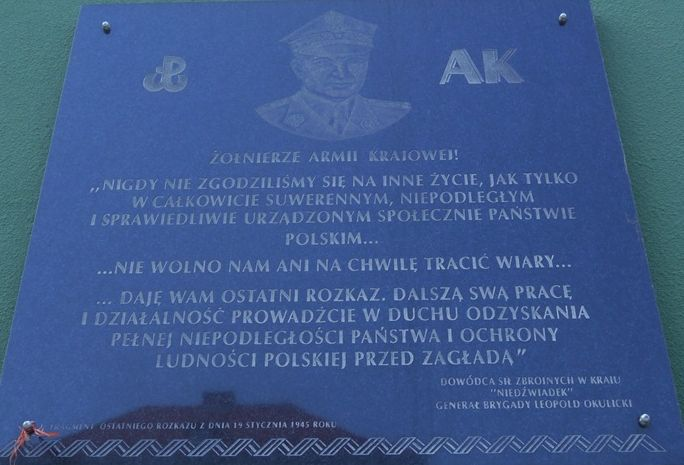 AK
ŻOŁNIERZE ARMII KRAJOWEJ!
,,NIGDY NIE ZGODZILIŚMY SIĘ NA INNE ŻYCIE, JAK TYLKO
W CAŁKOWICIE SUWERENNYM, NIEPODLEGŁYM
I SPRAWIEDLIWIE URZĄDZONYM SPOŁECZNIE PAŃSTWIE
POLSKIM...
...NIE WOLNO NAM ANI NA CHWILĘ TRACIĆ WIARY...
... DAJĘ WAM OSTATNI ROZKAZ. DALSZĄ SWĄ PRACĘ
I DZIAŁALNOŚĆ PROWADŹCIE W DUCHU ODZYSKANIA
PEŁNEJ NIEPODLEGŁOŚCI PAŃSTWA I OCHRONY
LUDNOŚCI POLSKIEJ PRZED ZAGŁADĄ”
DOWÓDCA SIŁ ZBROJNYCH W KRAJU
"NIEDŹWIADEK"
GENERAŁ BRYGADY LEOPOLD OKULICKI
FRAGMENT OSTATNIEGO ROZKAZU Z DNIA 19 STYCZNIA 1945 ROKU